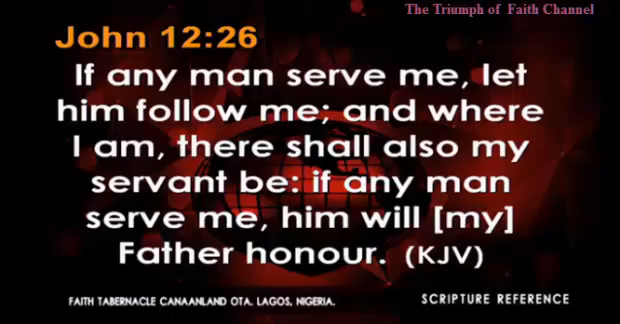 The Triumph of Faith Channel
John 12:26
If any man serve me, let
him follow me; and where
I am, there shall also my
servant be: if any man
serve me, him will [my]
Father honour. (KJV)
FAITH TABERNACLE CANAANLAND OTA. LAGOS, NIGERIA.
SCRIPTURE REFERENCE